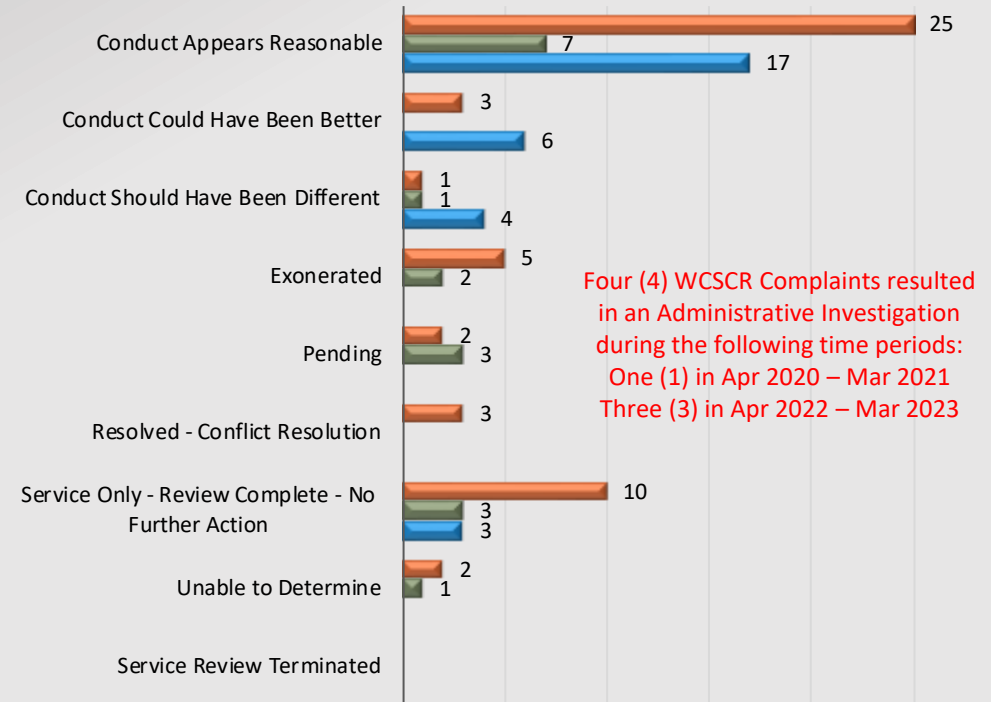 Conduct Appears Reasonable
25
7
17
Conduct Could Have Been Better
3
6
Conduct Should Have Been Different
1
1
4
Exonerated
5
2
Four (4) WCSCR Complaints resulted
in an Administrative Investigation
during the following time periods:
One (1) in Apr 2020 – Mar 2021
Three (3) in Apr 2022 – Mar 2023
Pending
2
3
Resolved - Conflict Resolution
3
Service Only - Review Complete - No
Further Action
10
3
3
Unable to Determine
2
1
Service Review Terminated